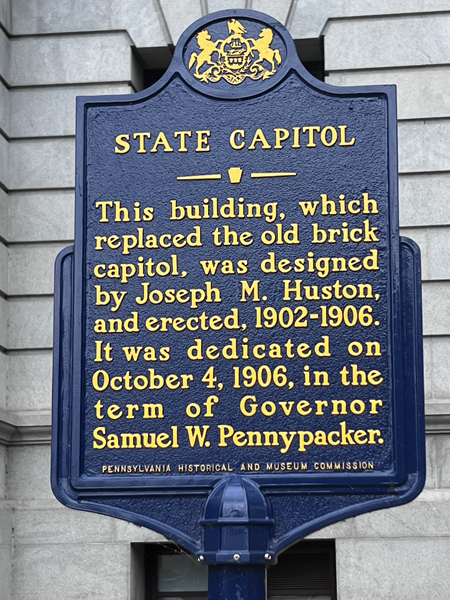 STATE CAPITOL
This building, which
replaced the old brick
capitol, was designed
by Joseph M. Huston,
and erected, 1902-1906.
It was dedicated on
October 4, 1906, in the
term of Governor
Samuel W. Pennypacker.
PENNSYLVANIA HISTORICAL AND MUSEUM COMMISSION